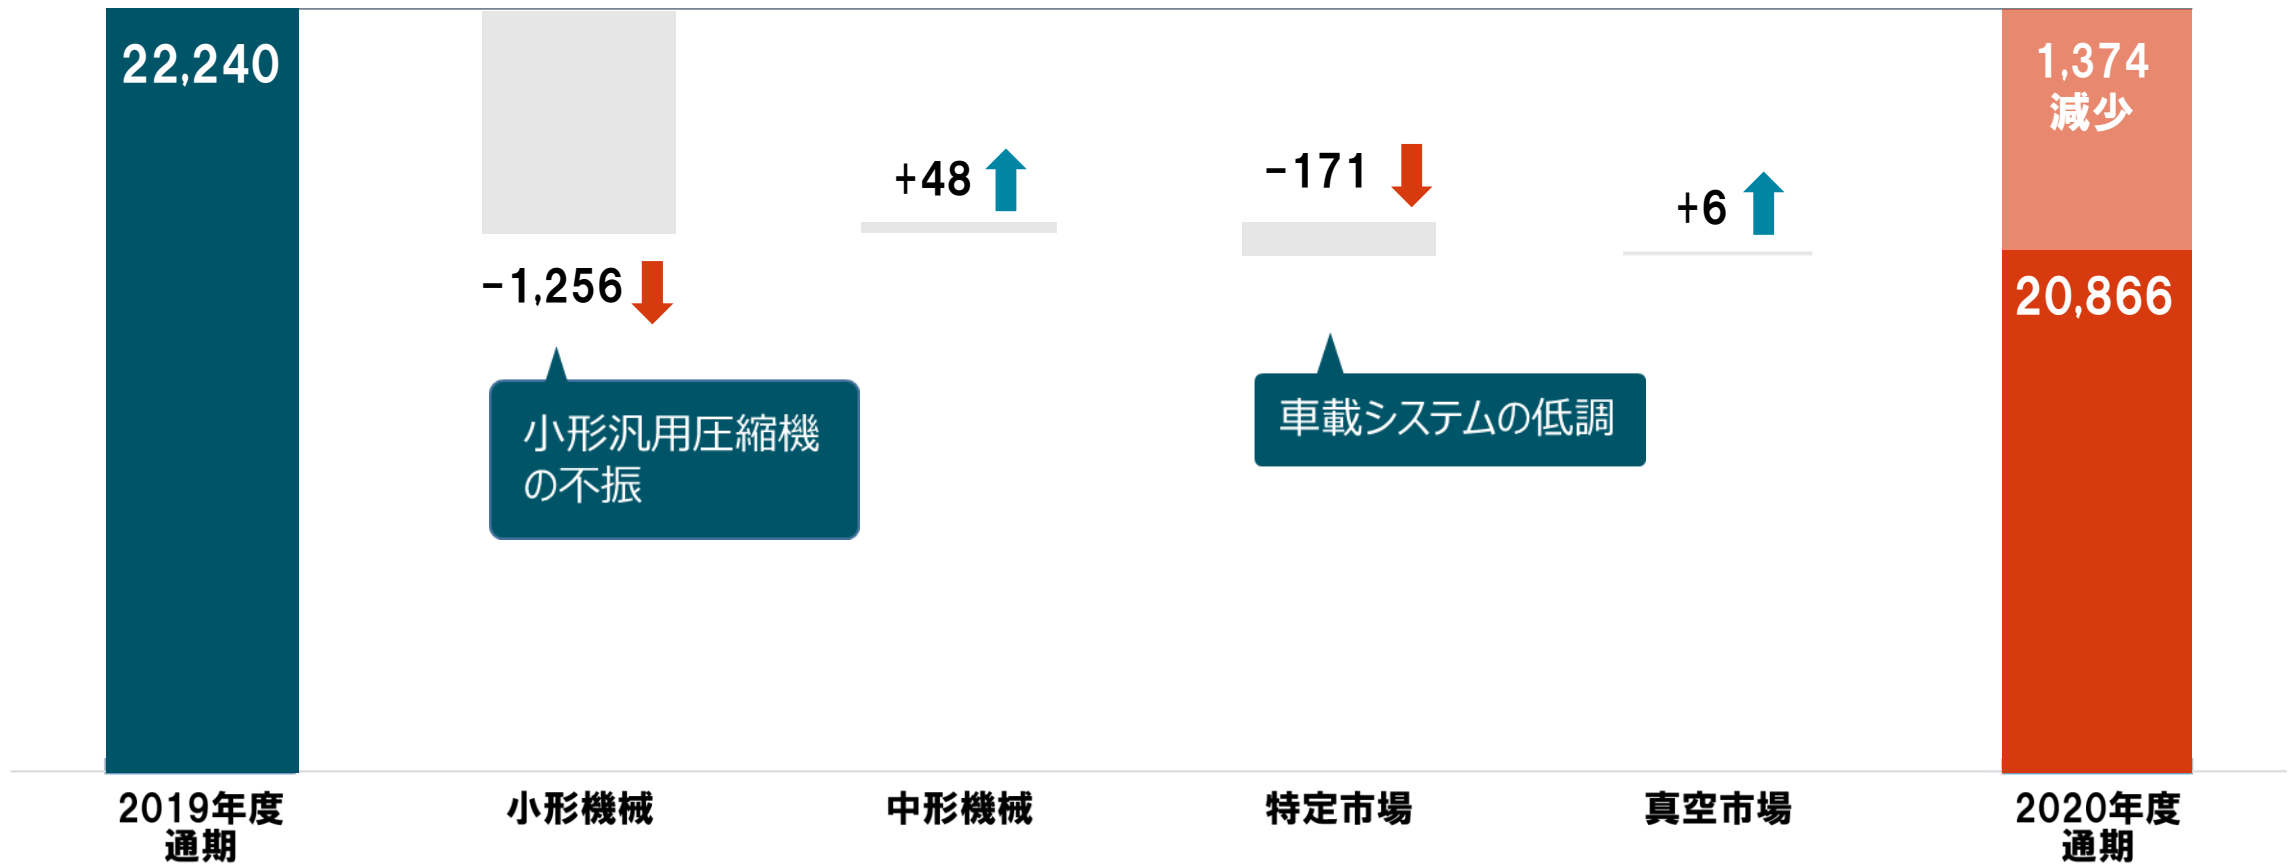 22,240
1,374
減少
+48
-171
+6
-1,256
20,866
小形汎用圧縮機
の不振
車載システムの低調
2019年度
通期
小形機械
中形機械
特定市場
真空市場
2020年度
通期